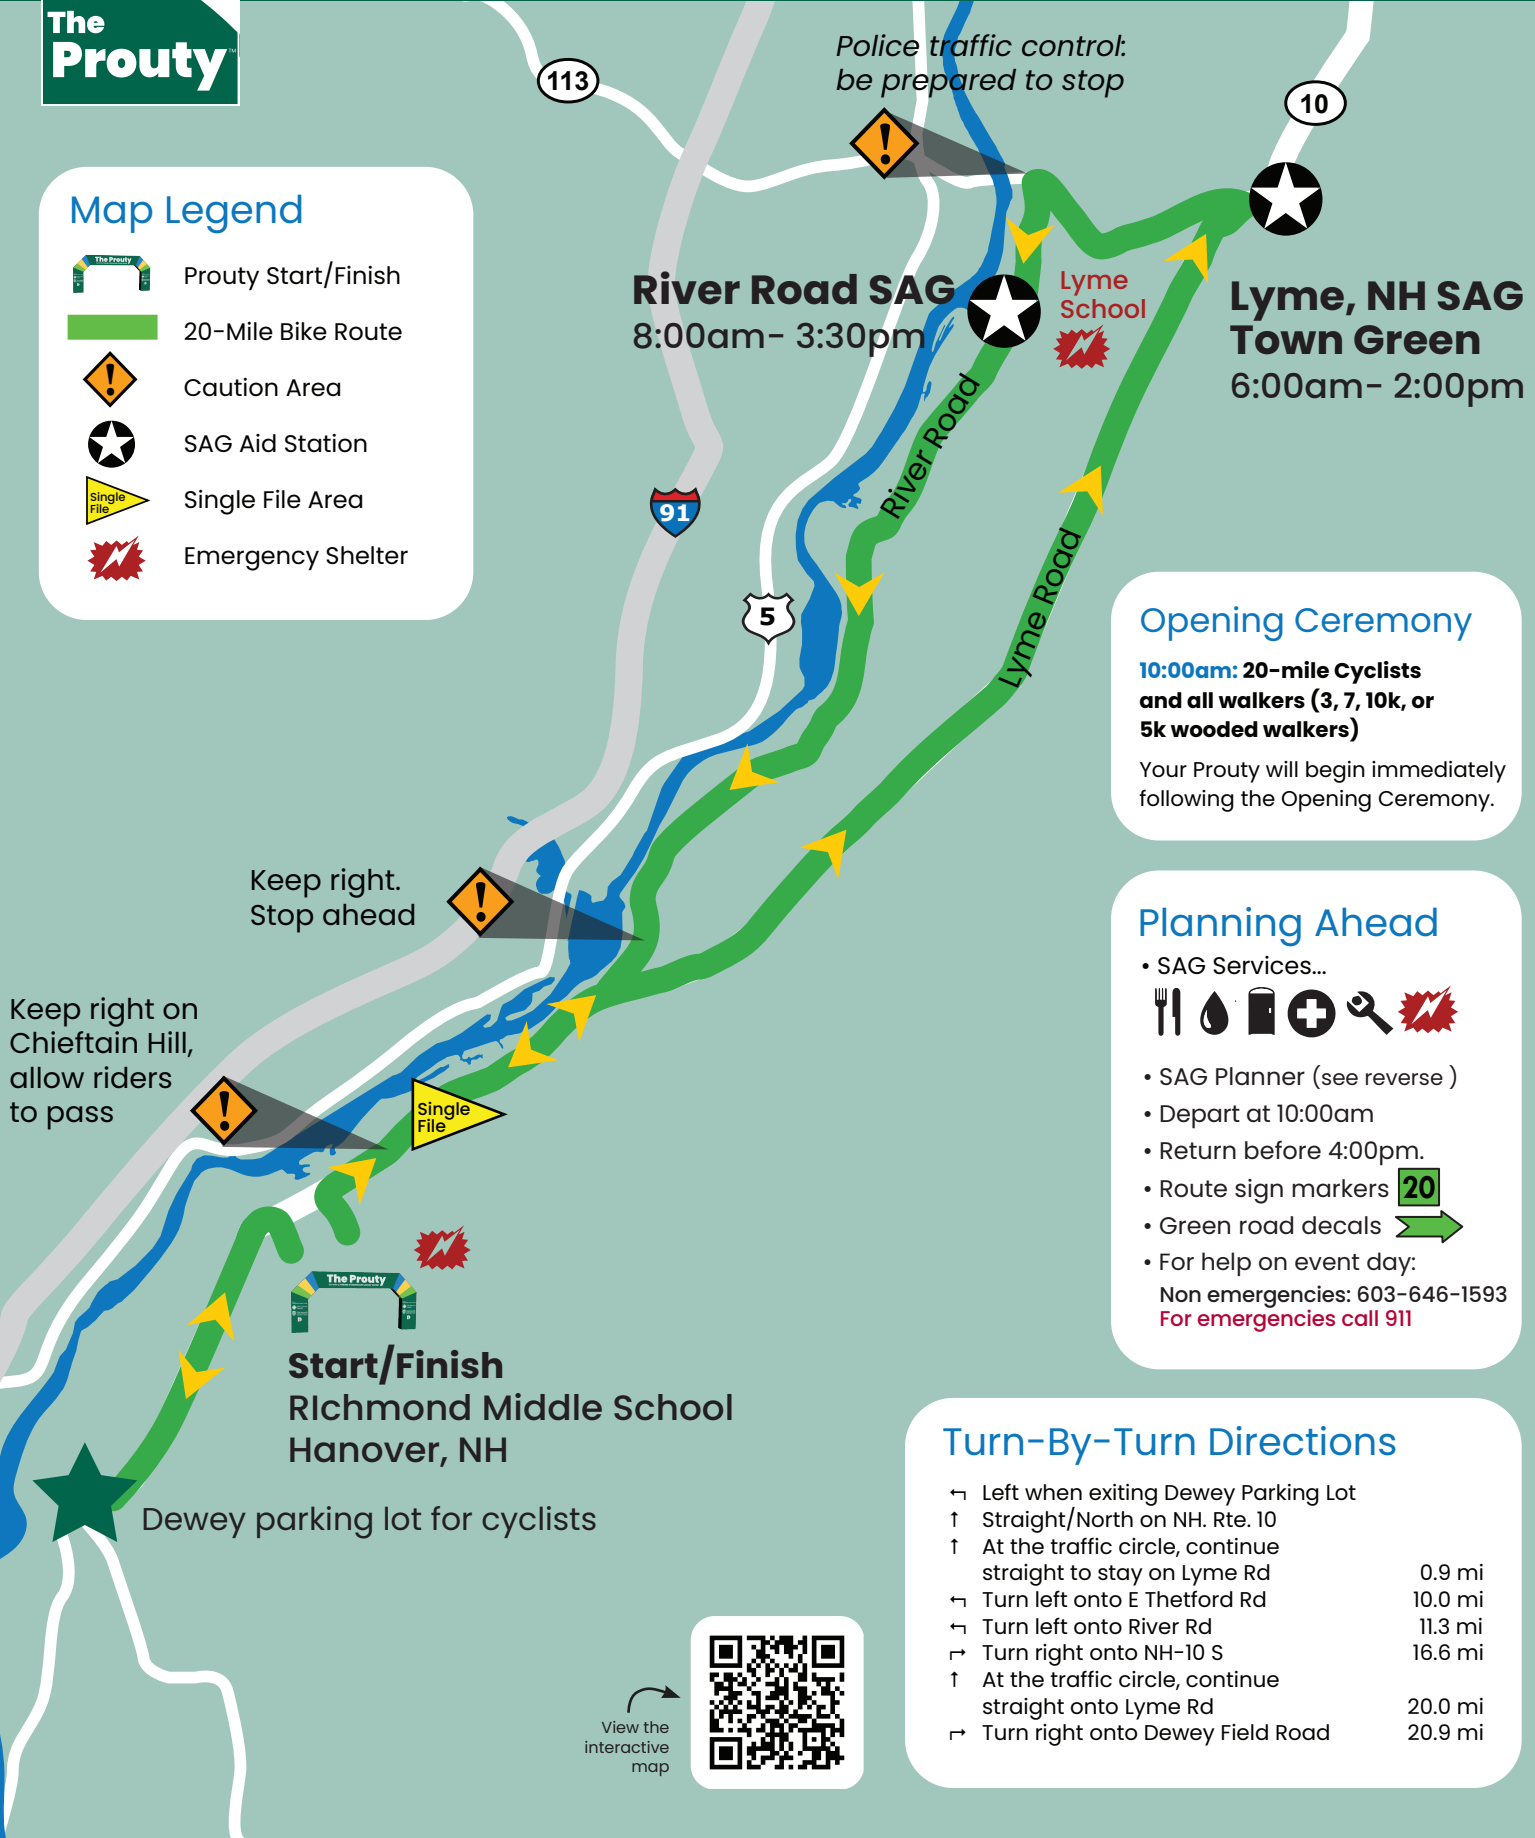 The
Prouty™
113
Police traffic control:
be prepared to stop
10
Map Legend
The Prouty
Prouty Start/Finish
20-Mile Bike Route
Caution Area
SAG Aid Station
Single
File
Single File Area
Emergency Shelter
River Road SAG
8:00am- 3:30pm
Lyme
School
Lyme, NH SAG
Town Green
6:00am- 2:00pm
River Road
91
5
Lyme Road
Opening Ceremony
10:00am: 20-mile Cyclists
and all walkers (3, 7, 10k, or
5k wooded walkers)
Your Prouty will begin immediately
following the Opening Ceremony.
Keep right.
Stop ahead
Planning Ahead
• SAG Services...
• SAG Planner (see reverse )
• Depart at 10:00am
• Return before 4:00pm.
• Route sign markers 20
• Green road decals
• For help on event day:
Non emergencies: 603-646-1593
For emergencies call 911
Keep right on
Chieftain Hill,
allow riders
to pass
Single
File
The Prouty
Start/Finish
RIchmond Middle School
Hanover, NH
Dewey parking lot for cyclists
Turn-By-Turn Directions
Left when exiting Dewey Parking Lot
↑ Straight/North on NH. Rte. 10
↑ At the traffic circle, continue
straight to stay on Lyme Rd 0.9 mi
Turn left onto E Thetford Rd 10.0 mi
Turn left onto River Rd 11.3 mi
Turn right onto NH-10 S 16.6 mi
↑ At the traffic circle, continue
straight onto Lyme Rd 20.0 mi
Turn right onto Dewey Field Road 20.9 mi
View the
interactive
map